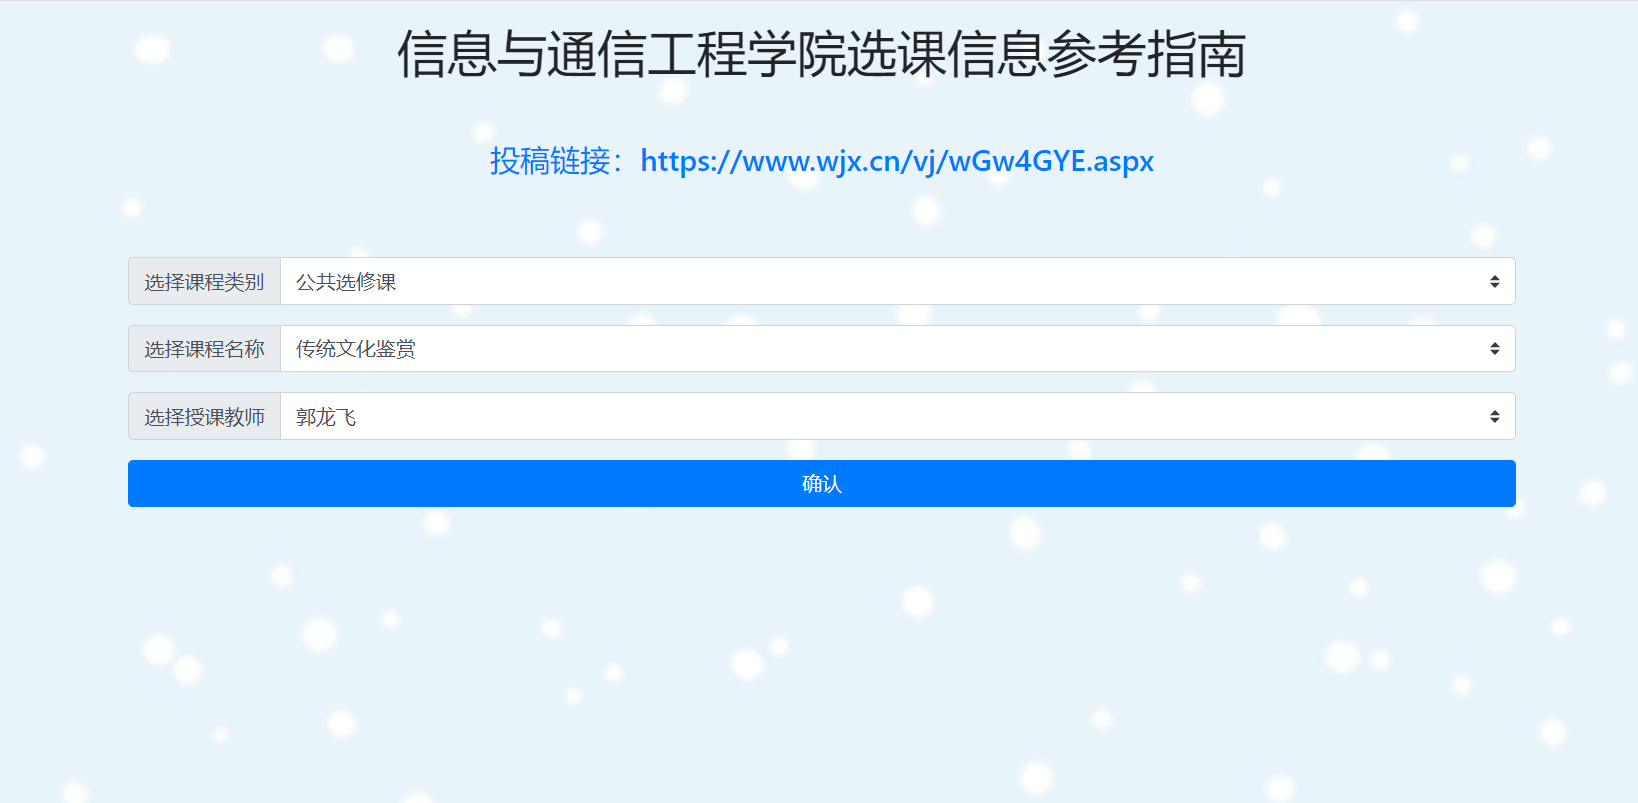 信息与通信工程学院选课信息参考指南
投稿链接：https://www.wjx.cn/vj/wGw4GYE.aspx
选择课程类别 公共选修课
选择课程名称 传统文化鉴赏
选择授课教师 郭龙飞
确认